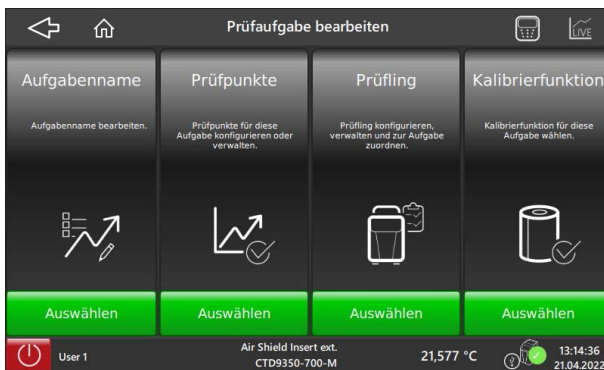 Prüfaufgabe bearbeiten
LIVE
Aufgabenname
Aufgabenname bearbeiten.
Auswählen
Prüfpunkte
Prüfpunkte für diese
Aufgabe konfigurieren oder
verwalten.
Auswählen
Prüfling
Prüfling konfigurieren,
verwalten und zur Aufgabe
zuordnen.
Auswählen
Kalibrierfunktion
Kalibrierfunktion für diese
Aufgabe wählen.
Auswählen
User 1
Air Shield Insert ext.
CTD9350-700-M
21,577 °C
?
13:14:36
21.04.2022